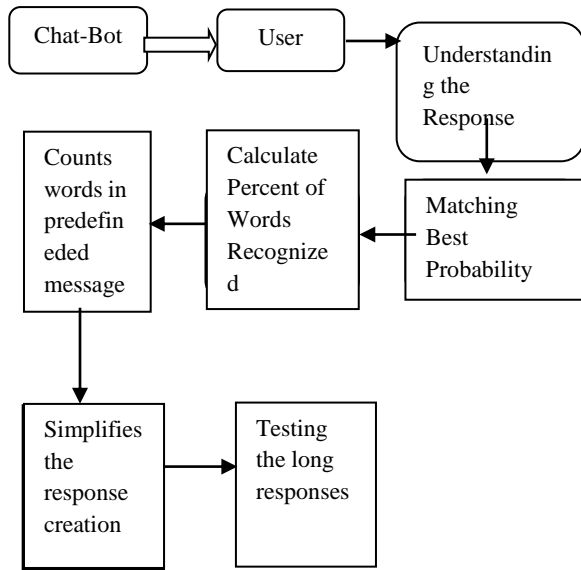 Chat-Bot
User
Understandin
g the
Response
Matching
Best
Probability
Calculate
Percent of
Words
Recognize
d
Counts
words in
predefin
eded
message
Simplifies
the
response
creation
Testing
the long
responses